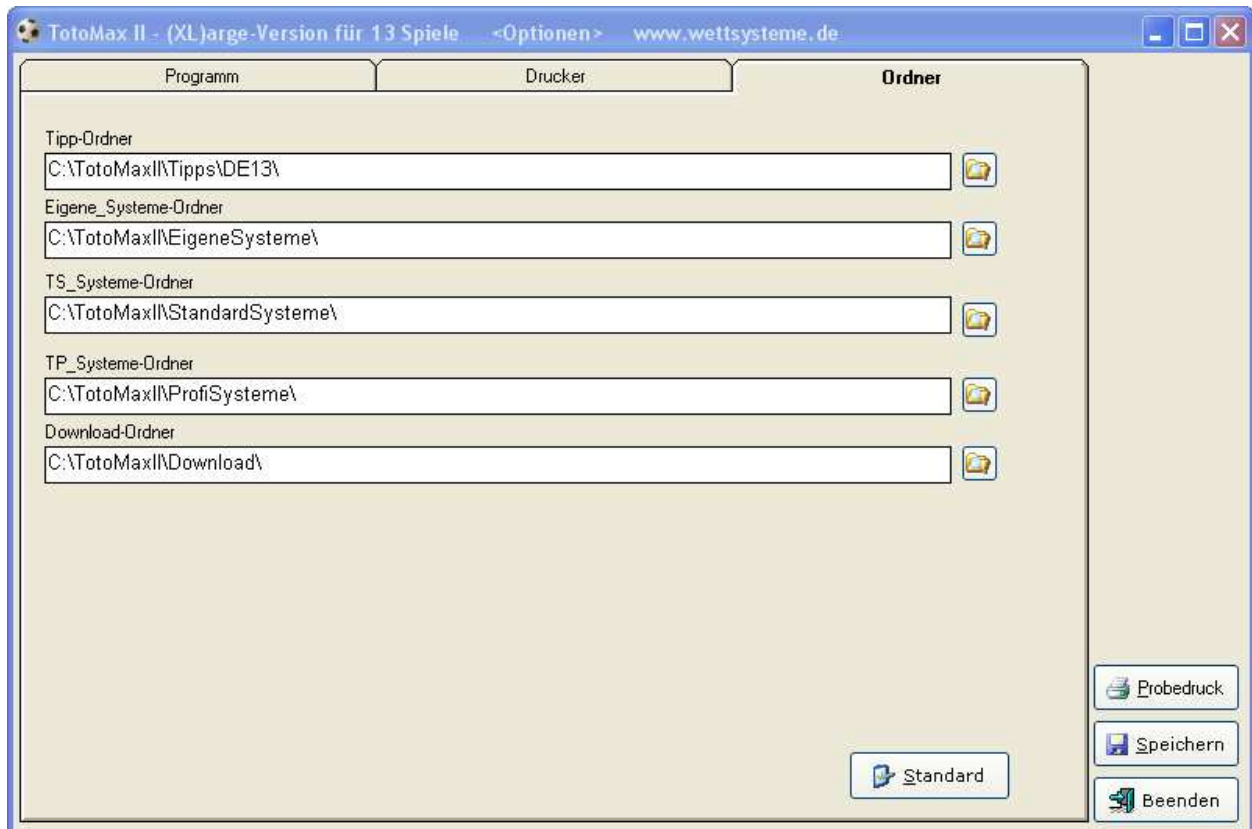 TotoMax II - (XL)arge-Version für 13 Spiele <Optionen> www.wettsysteme.de
Programm Drucker Ordner
Tipp-Ordner
C:\TotoMaxII\Tipps\DE13\
Eigene_Systeme-Ordner
C:\TotoMaxII\EigeneSysteme\
TS_Systeme-Ordner
C:\TotoMaxII\StandardSysteme\
TP_Systeme-Ordner
C:\TotoMaxII\ProfiSysteme\
Download-Ordner
C:\TotoMaxII\Download\
Probedruck
Speichern
Standard
Beenden